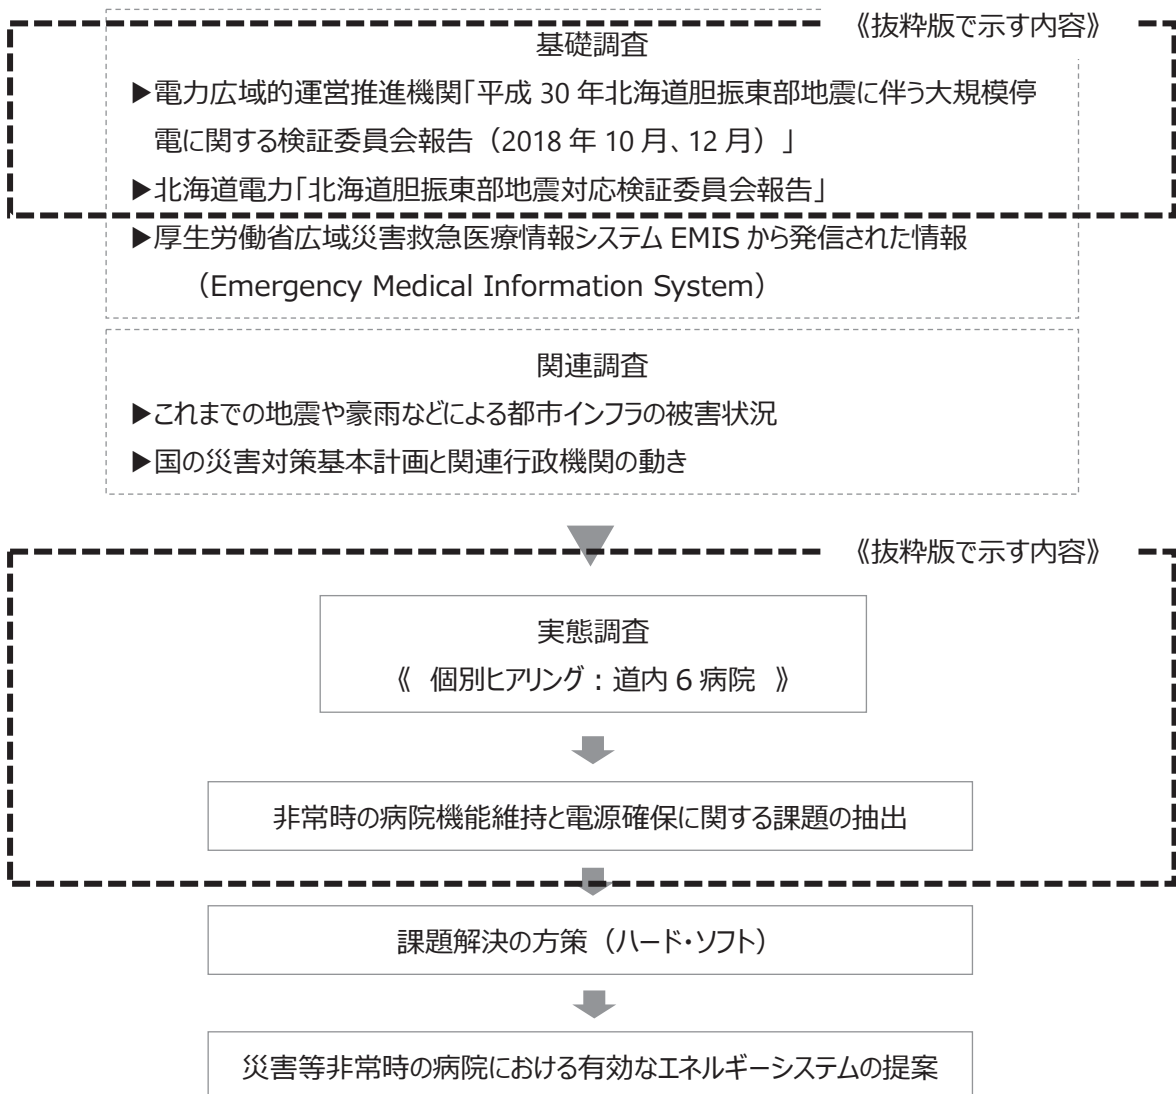 《抜粋版で示す内容》
基礎調査
▶電力広域的運営推進機関「平成 30 年北海道胆振東部地震に伴う大規模停
電に関する検証委員会報告（2018 年 10 月、12 月）」
▶北海道電力「北海道胆振東部地震対応検証委員会報告」
▶厚生労働省広域災害救急医療情報システム EMIS から発信された情報
（Emergency Medical Information System）
関連調査
▶これまでの地震や豪雨などによる都市インフラの被害状況
▶国の災害対策基本計画と関連行政機関の動き
《抜粋版で示す内容》
実態調査
《 個別ヒアリング：道内 6 病院 》
非常時の病院機能維持と電源確保に関する課題の抽出
課題解決の方策（ハード・ソフト）
災害等非常時の病院における有効なエネルギーシステムの提案